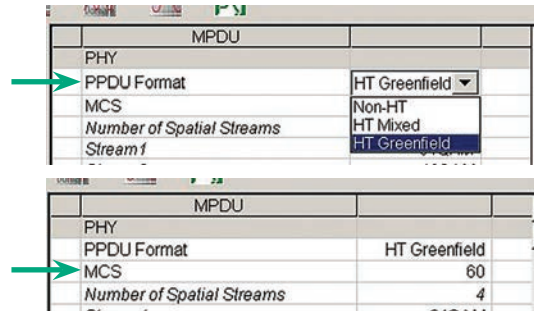 MPDU
PHY
PPDU Format HT Greenfield
MCS Non-HT
Number of Spatial Streams HT Mixed
Stream1 HT Greenfield
MPDU
PHY
PPDU Format HT Greenfield
MCS 60
Number of Spatial Streams 4